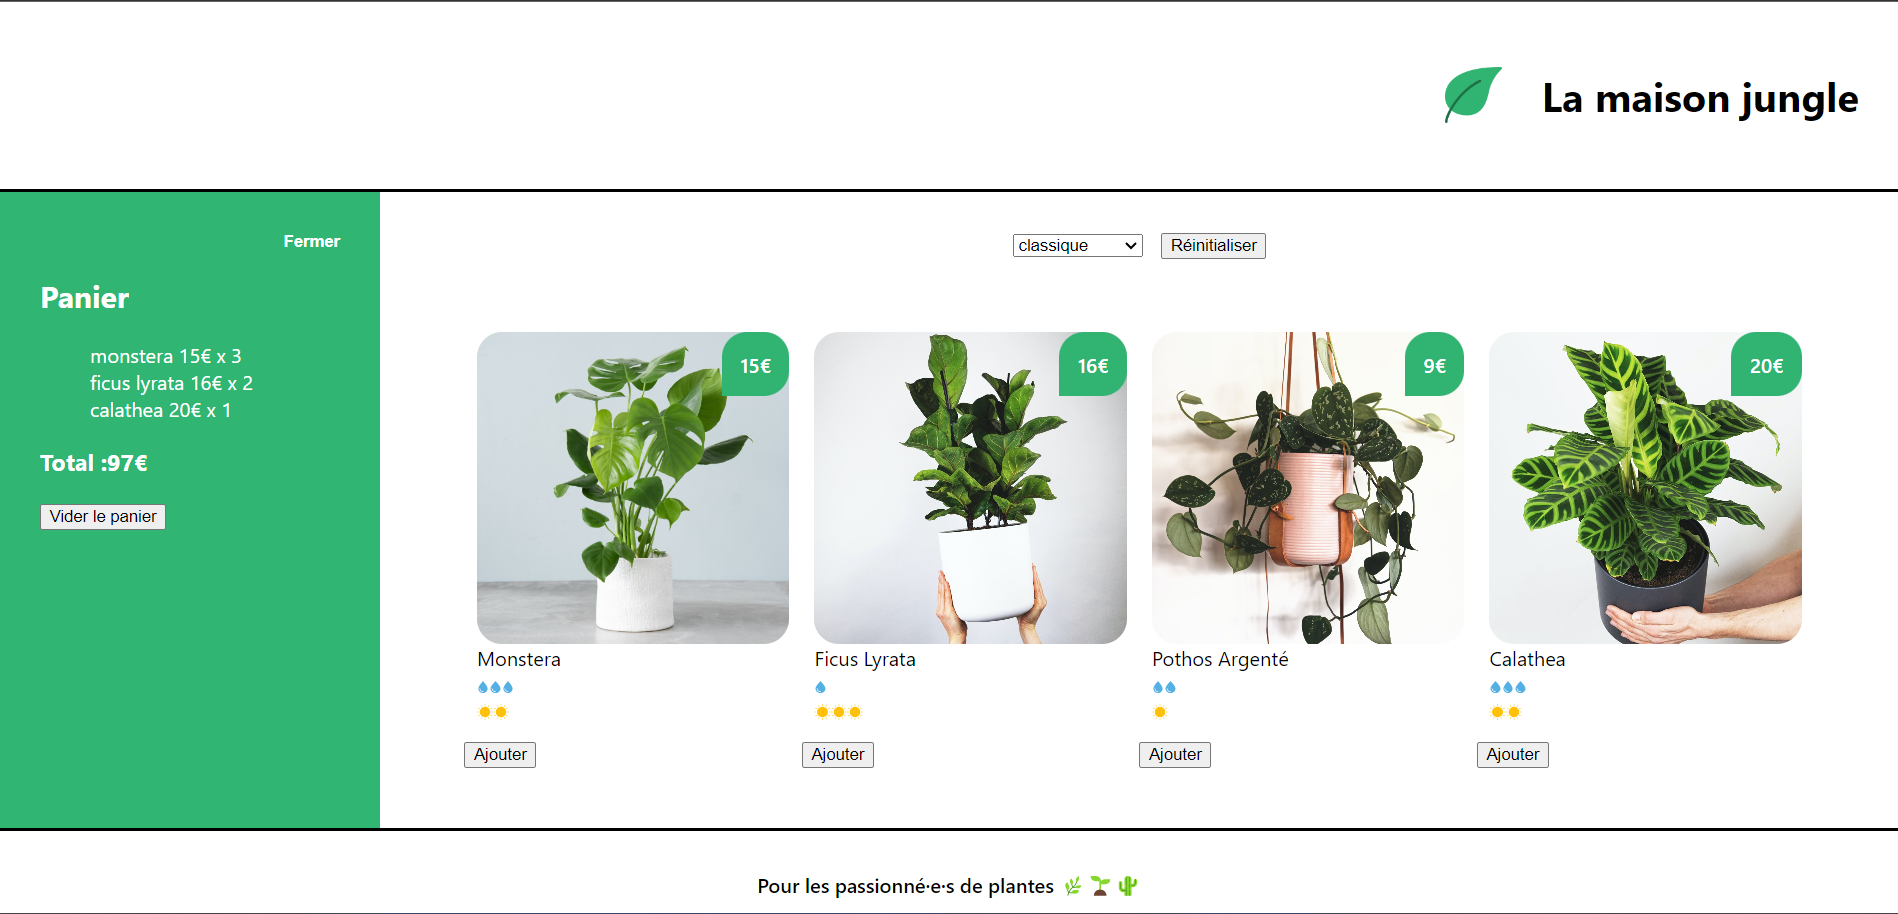 La maison jungle
Fermer
Panier
monstera 15€ x 3
ficus lyrata 16€ x 2
calathea 20€ x 1
Total :97€
Vider le panier
classique
Réinitialiser
15€
Monstera
Ajouter
16€
Ficus Lyrata
Ajouter
9€
Pothos Argenté
Ajouter
20€
Calathea
Ajouter
Pour les passionné·e·s de plantes 🌿🌱🌵